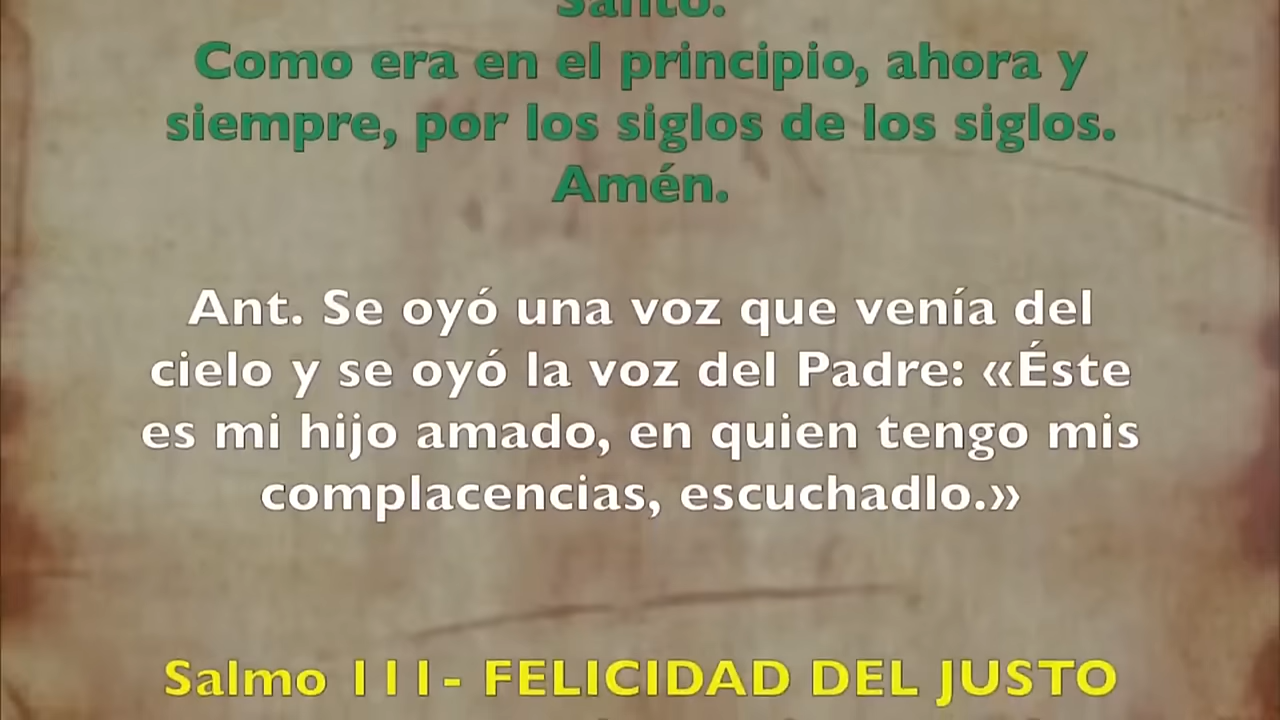 Santo.
Como era en el principio, ahora y
siempre, por los siglos de los siglos.
Amén.
Ant. Se oyó una voz que venía del
cielo y se oyó la voz del Padre: «Éste
es mi hijo amado, en quien tengo mis
complacencias, escuchadlo.»
Salmo 111- FELICIDAD DEL JUSTO